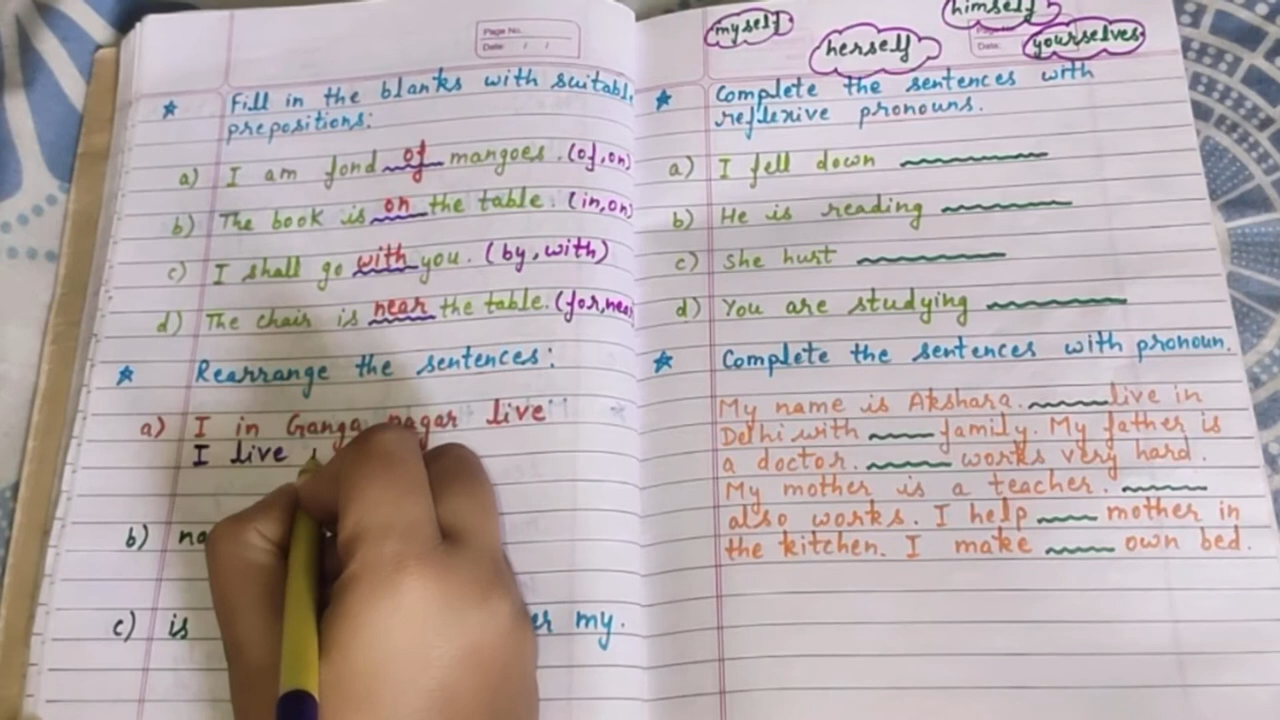 Page No.
Date: / /
★ Fill in the blanks with suitabl
prepositions:
a) I am fond of mangoes. (of, on)
b) The book is on the table. (in, on)
c) I shall go with you. (by, with)
d) The chair is near the table. (for, near
★ Rearrange the sentences:
a) I in Ganga nagar live
I live
b) na
c) is er my.
myself
herself
himself
yourselves
Date:
★ Complete the sentences with
reflexive pronouns.
a) I fell down
b) He is reading
c) She hurt
d) You are studying
★ Complete the sentences with pronoun.
My name is Akshara. live in
Delhi with family. My father is
a doctor. works very hard.
My mother is a teacher.
also works. I help mother in
the kitchen. I make own bed.